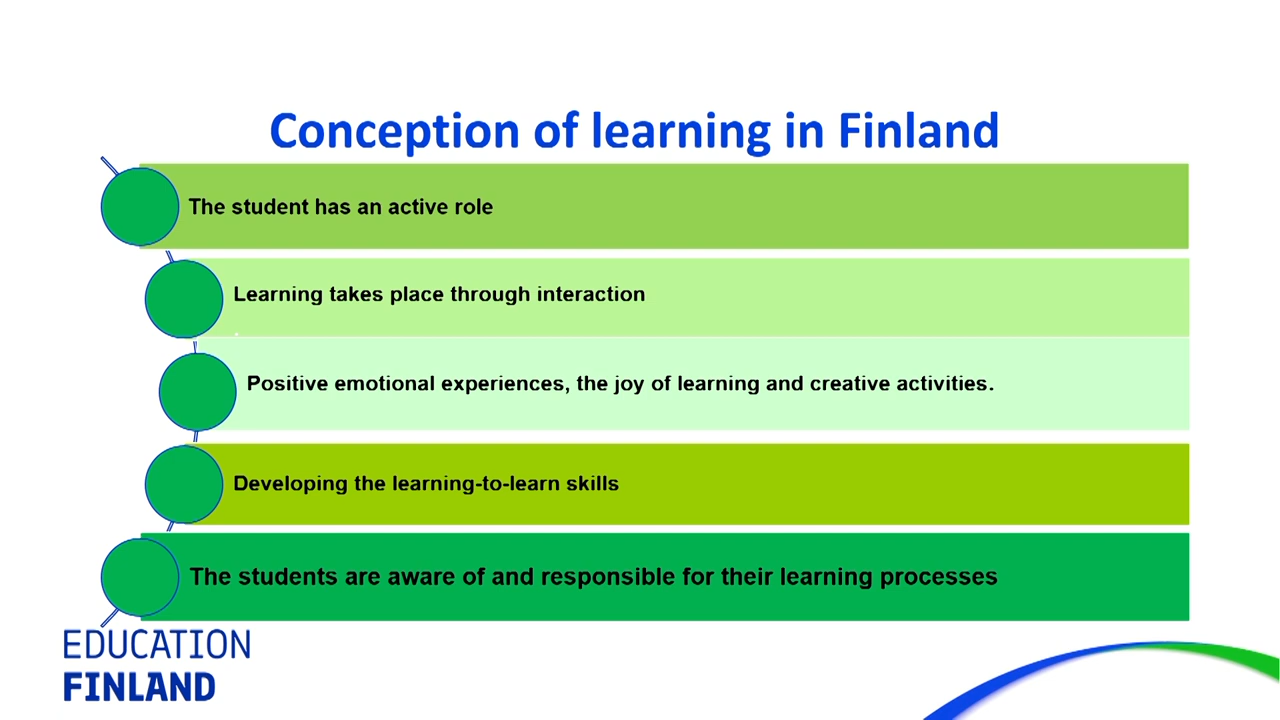 Conception of learning in Finland
The student has an active role
Learning takes place through interaction
Positive emotional experiences, the joy of learning and creative activities.
Developing the learning-to-learn skills
The students are aware of and responsible for their learning processes
EDUCATION
FINLAND